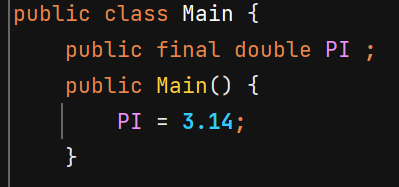 public class Main {
    public final double PI ;
    public Main() {
        PI = 3.14;
    }